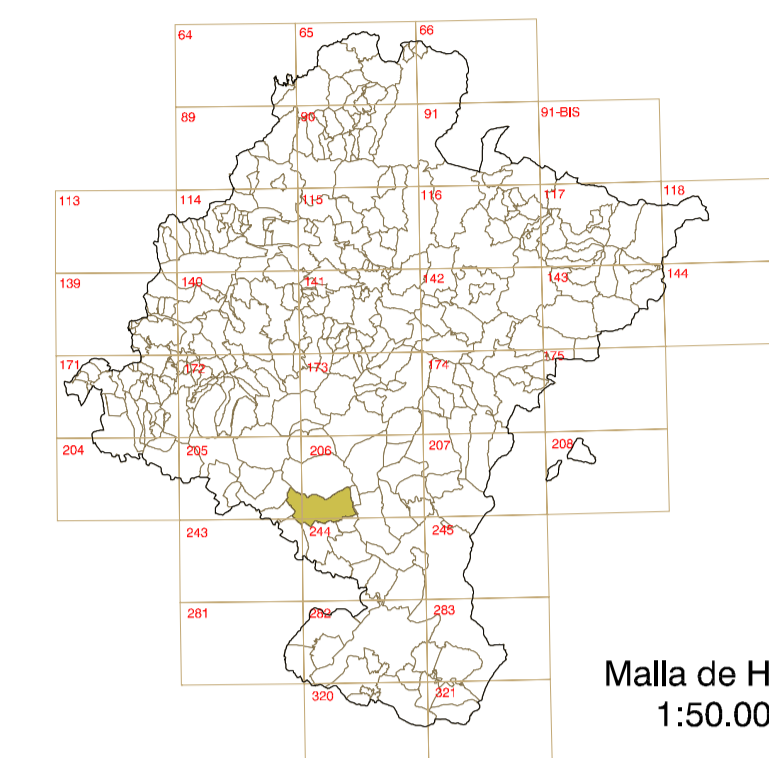 64 65 66
89 90 91 91-BIS
113 114 115 116 117 118
139 140 141 142 143 144
171 172 173 174 175
204 205 206 207 208
243 244 245
281 282 283
320 321
Malla de H
1:50.00